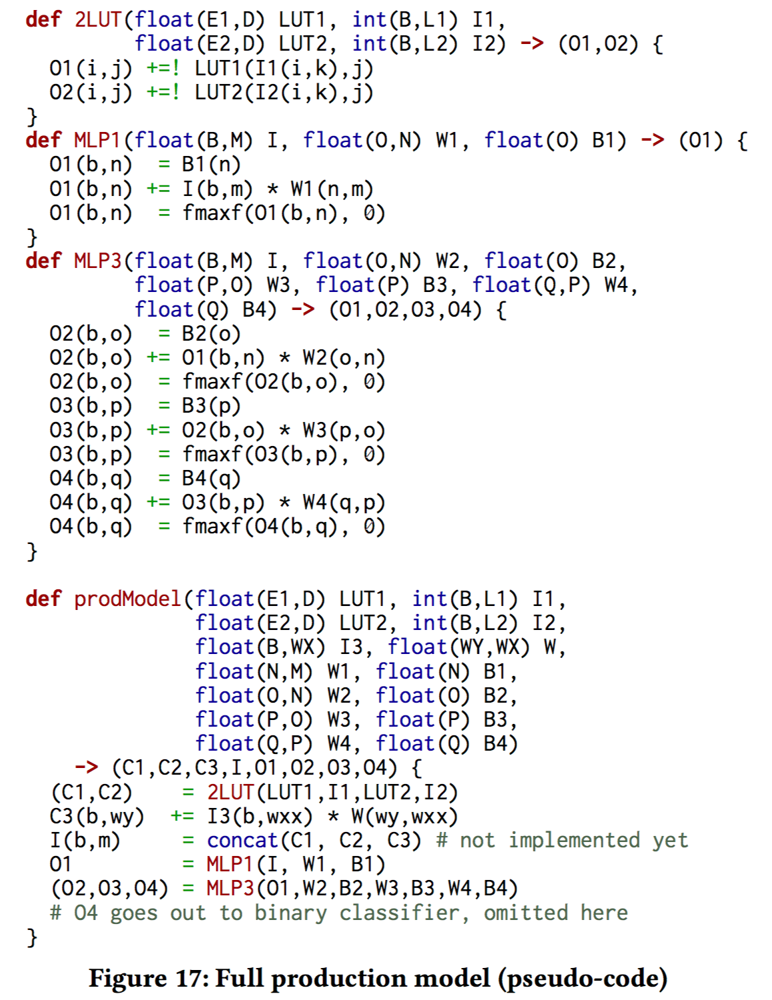 def 2LUT(float(E1,D) LUT1, int(B,L1) I1,
         float(E2,D) LUT2, int(B,L2) I2) -> (O1,O2) {
  O1(i,j) +=! LUT1(I1(i,k),j)
  O2(i,j) +=! LUT2(I2(i,k),j)
}
def MLP1(float(B,M) I, float(O,N) W1, float(O) B1) -> (O1) {
  O1(b,n)  = B1(n)
  O1(b,n) += I(b,m) * W1(n,m)
  O1(b,n)  = fmaxf(O1(b,n), 0)
}
def MLP3(float(B,M) I, float(O,N) W2, float(O) B2,
         float(P,O) W3, float(P) B3, float(Q,P) W4,
         float(Q) B4) -> (O1,O2,O3,O4) {
  O2(b,o)  = B2(o)
  O2(b,o) += O1(b,n) * W2(o,n)
  O2(b,o)  = fmaxf(O2(b,o), 0)
  O3(b,p)  = B3(p)
  O3(b,p) += O2(b,o) * W3(p,o)
  O3(b,p)  = fmaxf(O3(b,p), 0)
  O4(b,q)  = B4(q)
  O4(b,q) += O3(b,p) * W4(q,p)
  O4(b,q)  = fmaxf(O4(b,q), 0)
}
def prodModel(float(E1,D) LUT1, int(B,L1) I1,
              float(E2,D) LUT2, int(B,L2) I2,
              float(B,WX) I3, float(WY,WX) W,
              float(N,M) W1, float(N) B1,
              float(O,N) W2, float(O) B2,
              float(P,O) W3, float(P) B3,
              float(Q,P) W4, float(Q) B4)
    -> (C1,C2,C3,I,O1,O2,O3,O4) {
  (C1,C2)    = 2LUT(LUT1,I1,LUT2,I2)
  C3(b,wy)  += I3(b,wxx) * W(wy,wxx)
  I(b,m)     = concat(C1, C2, C3) # not implemented yet
  O1         = MLP1(I, W1, B1)
  (O2,O3,O4) = MLP3(O1,W2,B2,W3,B3,W4,B4)
  # O4 goes out to binary classifier, omitted here
}
Figure 17: Full production model (pseudo-code)